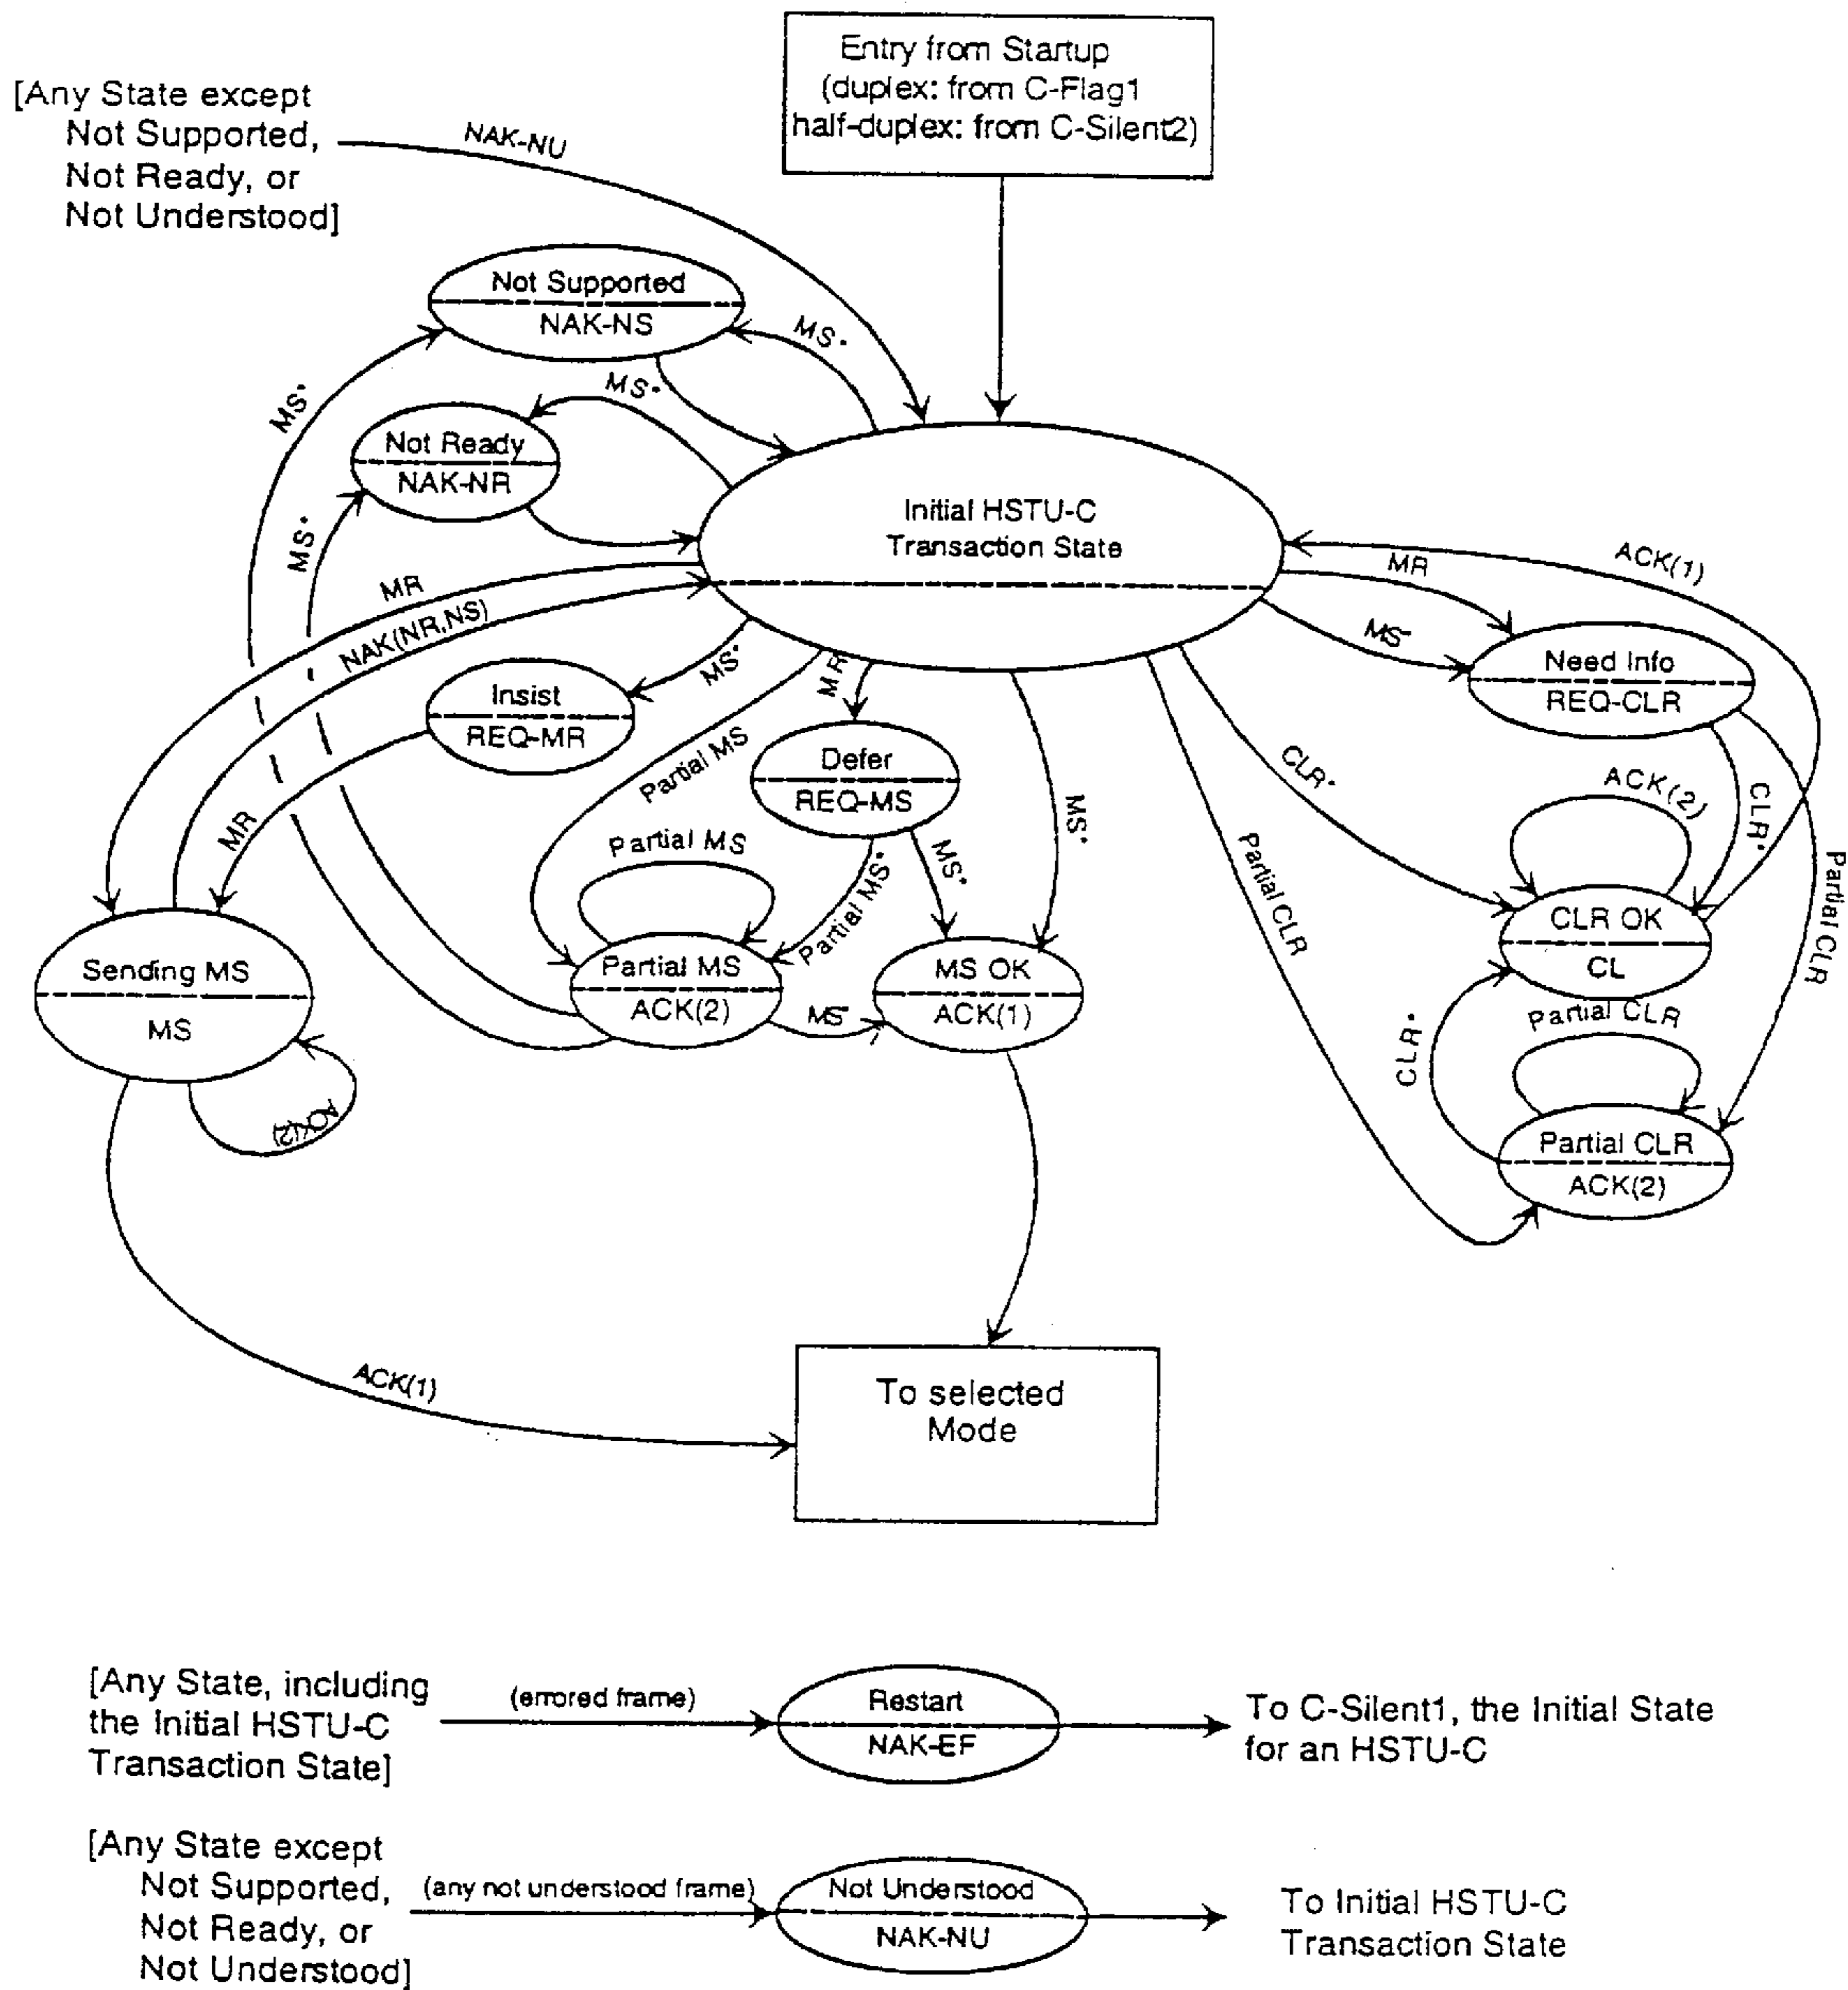 Entry from Startup
(duplex: from C-Flag1
half-duplex: from C-Silent2)
[Any State except
Not Supported,
Not Ready, or
Not Understood]
NAK-NU
Not Supported
NAK-NS
MS*
MS*
MS*
Not Ready
NAK-NR
MS*
Initial HSTU-C
Transaction State
MR
NAK(NR,NS)
MR
ACK(1)
MS*
Need Info
REQ-CLR
MS*
Insist
REQ-MR
MR
Partial MS
MR
Defer
REQ-MS
MS*
CLR*
Partial CLR
ACK(2)
CLR*
Partial CLR
Partial MS
Partial MS*
MS*
CLR OK
CL
Sending MS
MS
ACK(2)
Partial MS
ACK(2)
MS*
MS OK
ACK(1)
CLR*
Partial CLR
Partial CLR
ACK(2)
ACK(1)
To selected
Mode
[Any State, including
the Initial HSTU-C
Transaction State]
(errored frame)
Restart
NAK-EF
To C-Silent1, the Initial State
for an HSTU-C
[Any State except
Not Supported,
Not Ready, or
Not Understood]
(any not understood frame)
Not Understood
NAK-NU
To Initial HSTU-C
Transaction State